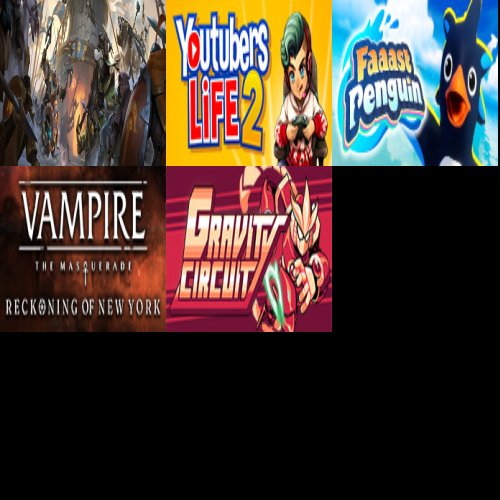 Youtubers
LiFE 2
Faaast
Penguin
VAMPIRE
THE MASQUERADE
RECKONING OF NEW YORK
GRAVITY
CIRCUIT